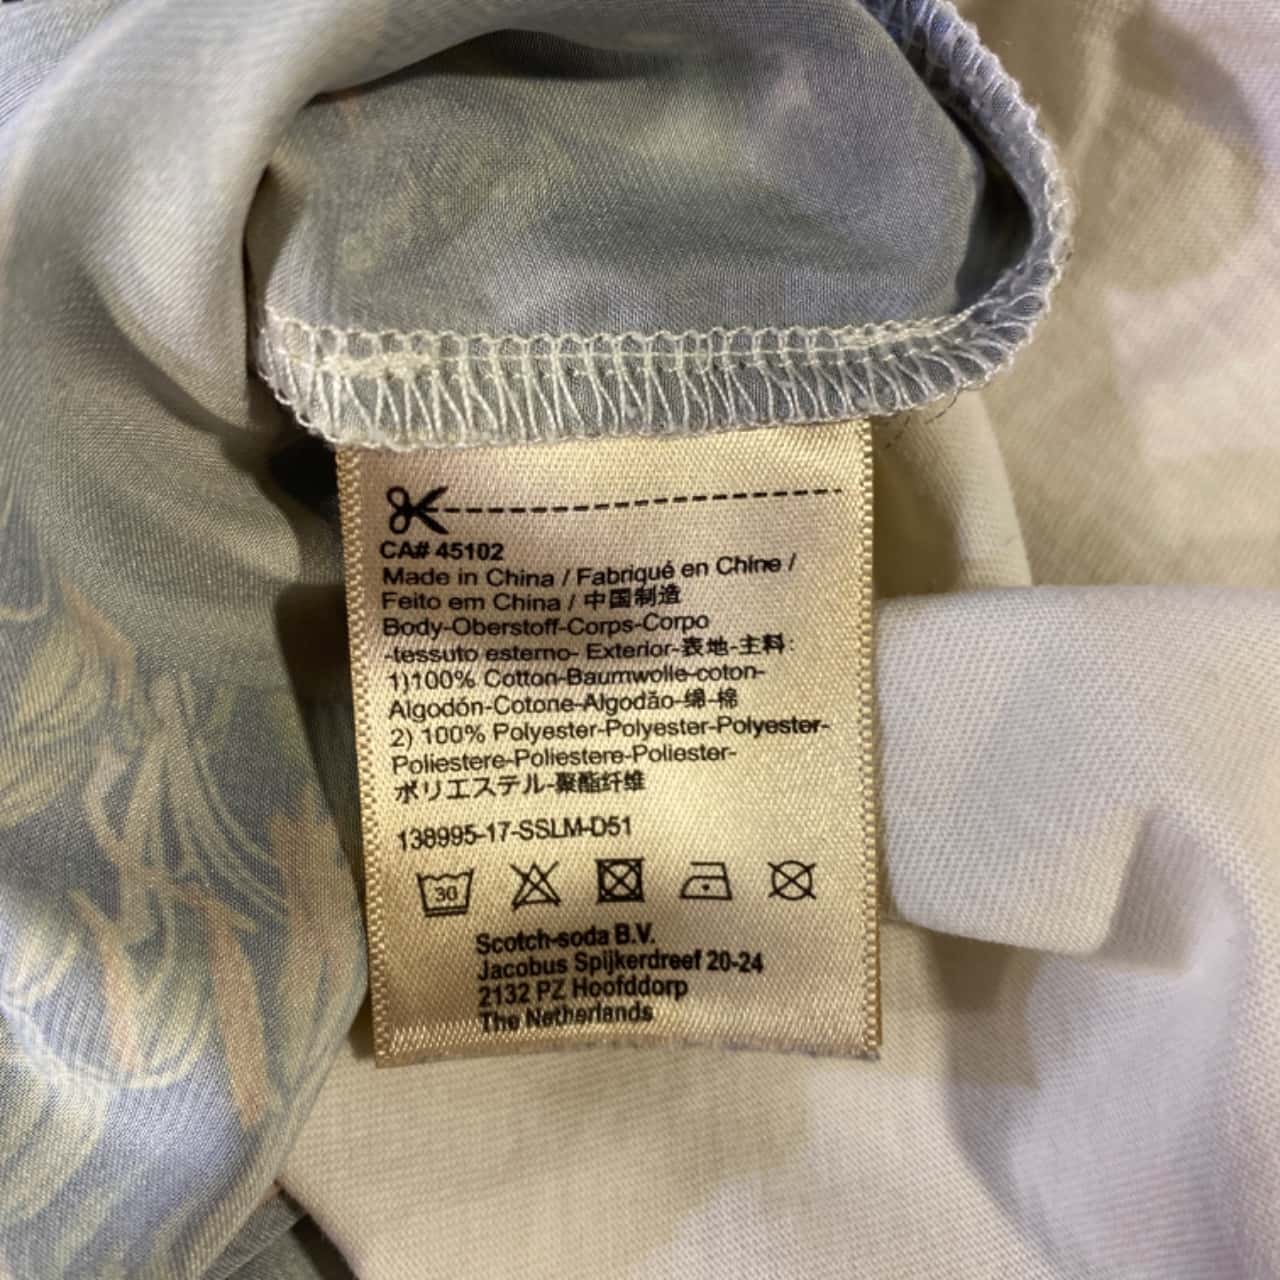 CA# 45102
Made in China / Fabriqué en Chine /
Feito em China / 中国制造
Body-Oberstoff-Corps-Corpo
-tessuto esterno- Exterior-表地-主料:
1)100% Cotton-Baumwolle-coton-
Algodón-Cotone-Algodão-绵-棉
2) 100% Polyester-Polyester-Polyester-
Poliestere-Poliestere-Poliester-
ポリエステル-聚酯纤维
138995-17-SSLM-D51
30
Scotch-soda B.V.
Jacobus Spijkerdreef 20-24
2132 PZ Hoofddorp
The Netherlands